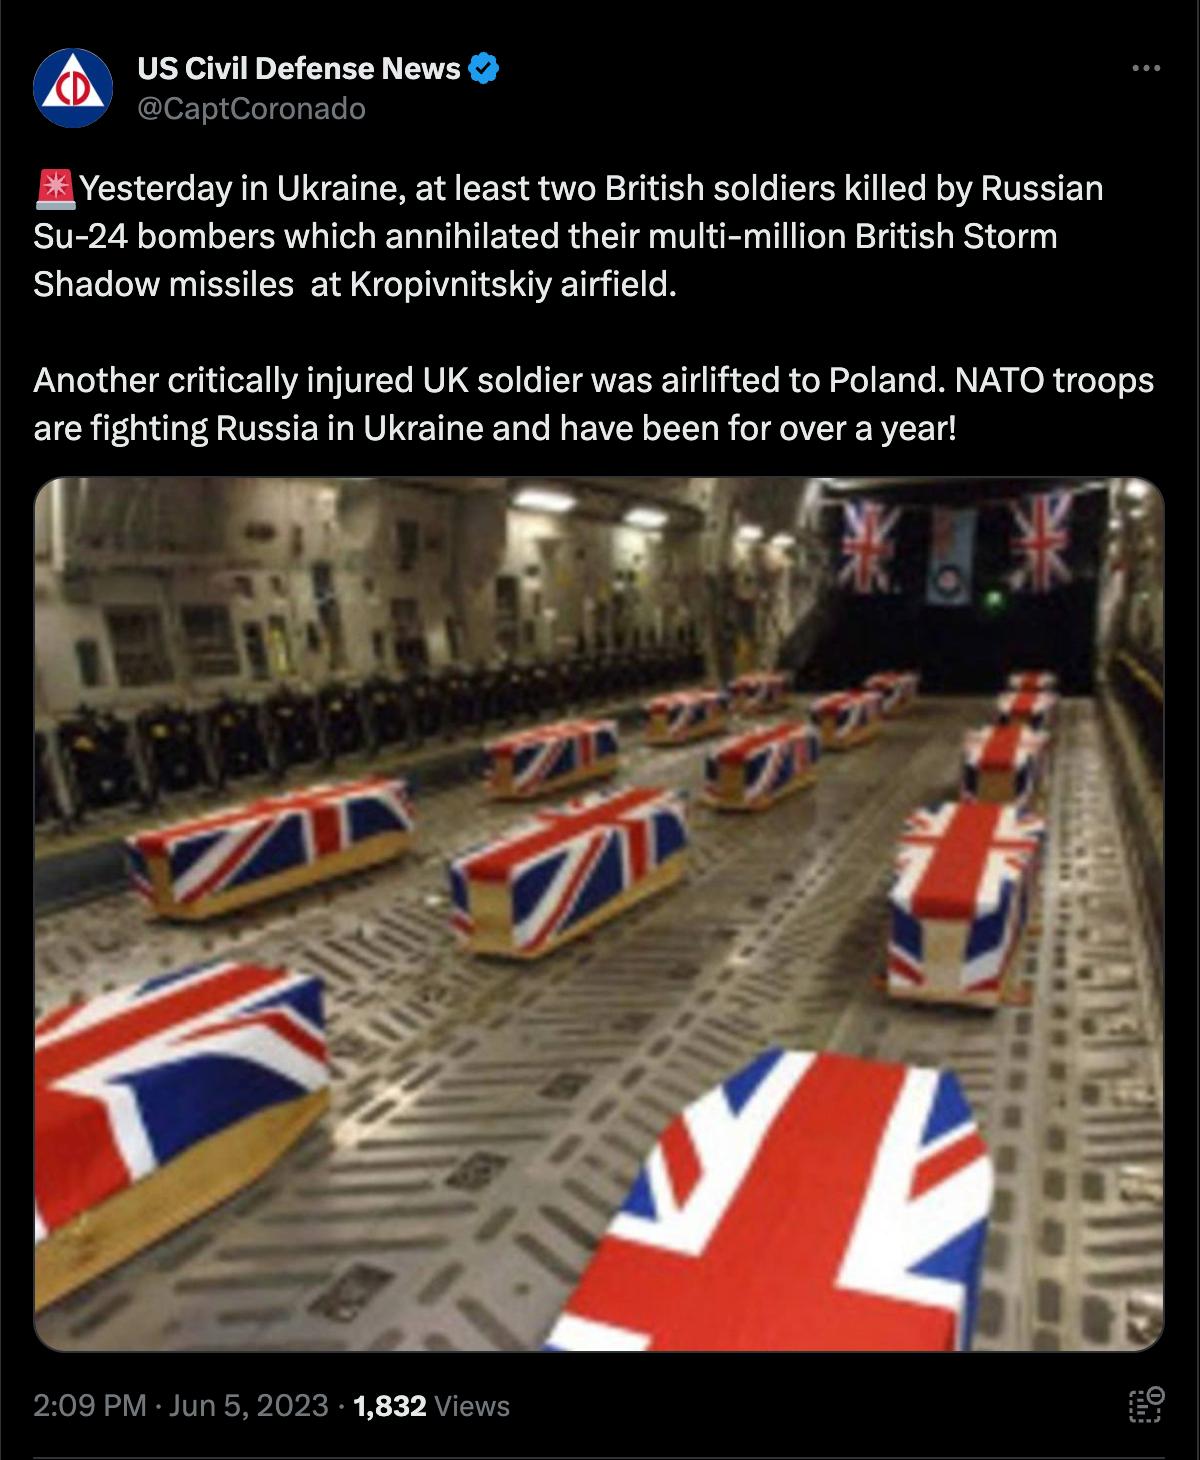 US Civil Defense News
@CaptCoronado
Yesterday in Ukraine, at least two British soldiers killed by Russian
Su-24 bombers which annihilated their multi-million British Storm
Shadow missiles  at Kropivnitskiy airfield.
Another critically injured UK soldier was airlifted to Poland. NATO troops
are fighting Russia in Ukraine and have been for over a year!
2:09 PM · Jun 5, 2023 · 1,832 Views